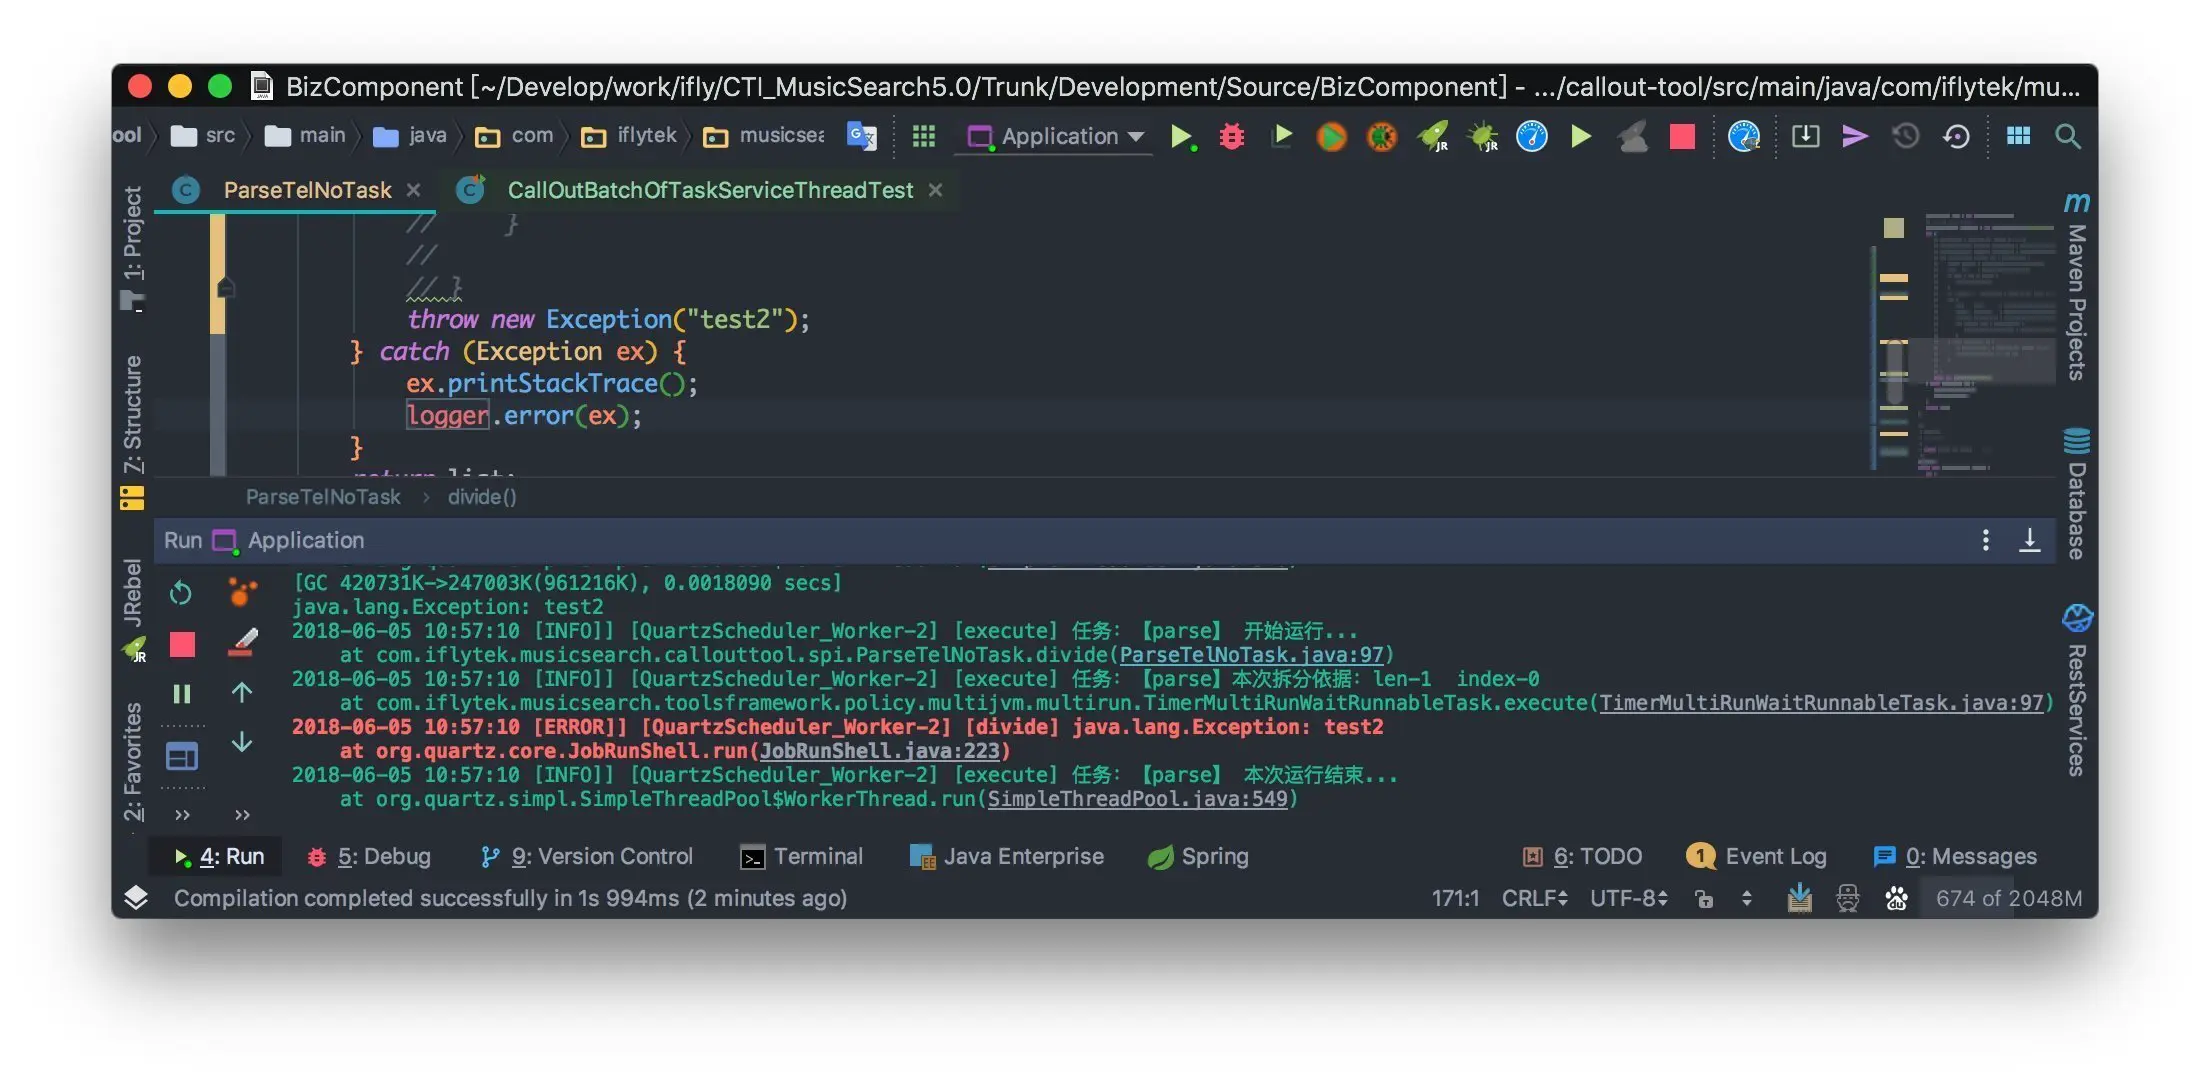 BizComponent [~/Develop/work/ifly/CTI_MusicSearch5.0/Trunk/Development/Source/BizComponent] - .../callout-tool/src/main/java/com/iflytek/mu...
ool src main java com iflytek musicsea Application
ParseTelNoTask CallOutBatchOfTaskServiceThreadTest
1: Project
7: Structure
JRebel
2: Favorites
Maven Projects
Database
RestServices
// }
//
// }
throw new Exception("test2");
} catch (Exception ex) {
ex.printStackTrace();
logger.error(ex);
}
return list;
ParseTelNoTask › divide()
Run Application
[GC 420731K->247003K(961216K), 0.0018090 secs]
java.lang.Exception: test2
2018-06-05 10:57:10 [INFO]] [QuartzScheduler_Worker-2] [execute] 任务: 【parse】 开始运行...
at com.iflytek.musicsearch.callouttool.spi.ParseTelNoTask.divide(ParseTelNoTask.java:97)
2018-06-05 10:57:10 [INFO]] [QuartzScheduler_Worker-2] [execute] 任务: 【parse】本次拆分依据: len-1 index-0
at com.iflytek.musicsearch.toolsframework.policy.multijvm.multirun.TimerMultiRunWaitRunnableTask.execute(TimerMultiRunWaitRunnableTask.java:97)
2018-06-05 10:57:10 [ERROR]] [QuartzScheduler_Worker-2] [divide] java.lang.Exception: test2
at org.quartz.core.JobRunShell.run(JobRunShell.java:223)
2018-06-05 10:57:10 [INFO]] [QuartzScheduler_Worker-2] [execute] 任务: 【parse】 本次运行结束...
at org.quartz.simpl.SimpleThreadPool$WorkerThread.run(SimpleThreadPool.java:549)
4: Run 5: Debug 9: Version Control Terminal Java Enterprise Spring 6: TODO 1 Event Log 0: Messages
Compilation completed successfully in 1s 994ms (2 minutes ago) 171:1 CRLF UTF-8 674 of 2048M